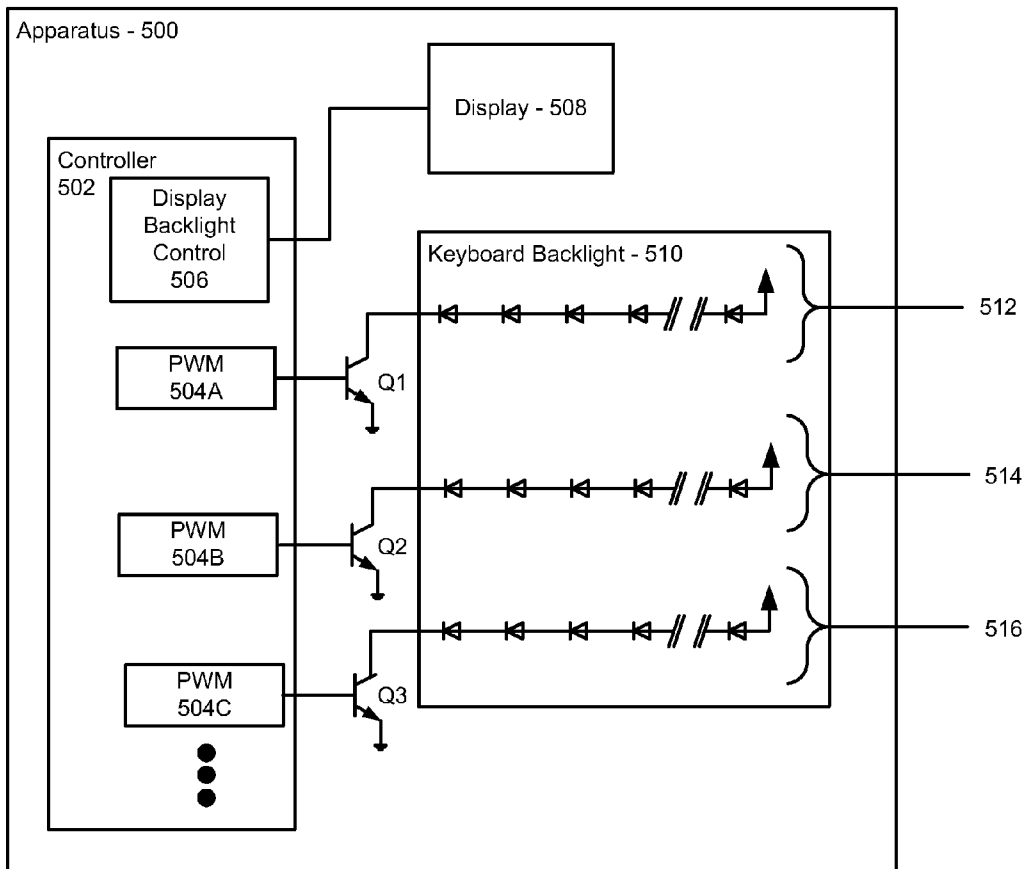 Apparatus - 500
Display - 508
Controller
502
Display
Backlight
Control
506
Keyboard Backlight - 510
512
PWM
504A
Q1
514
PWM
504B
Q2
516
PWM
504C
Q3